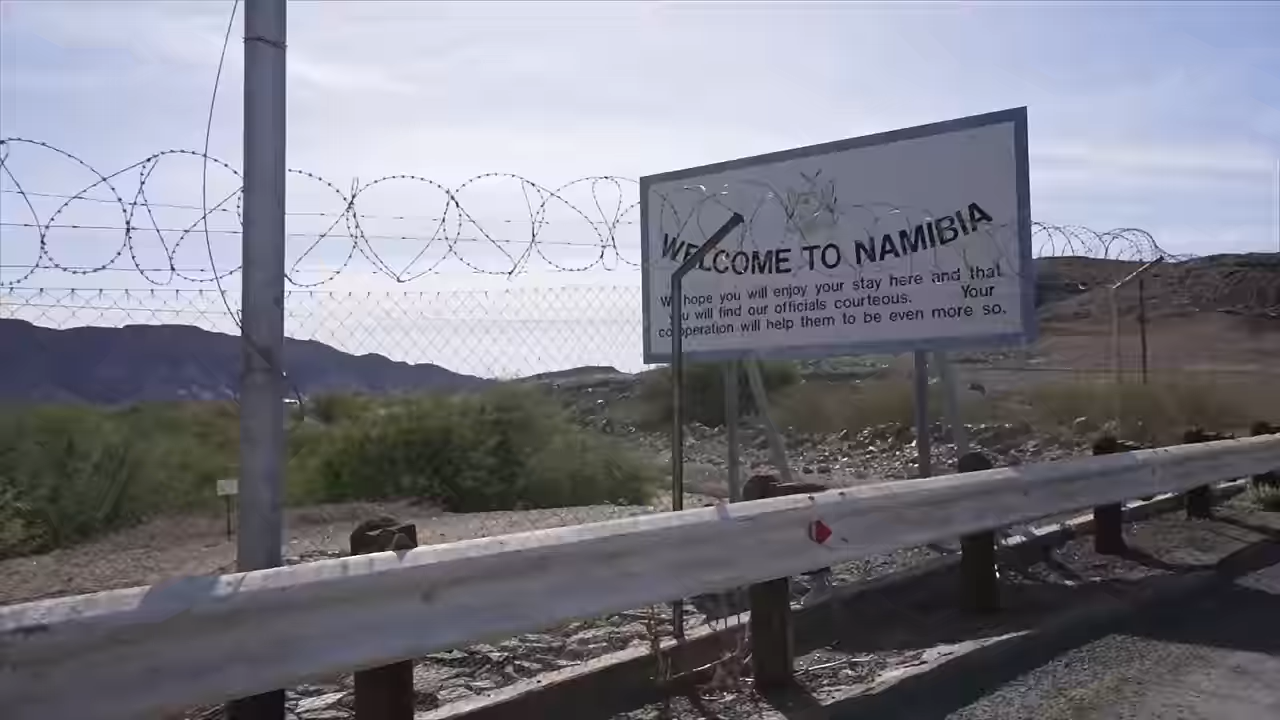 WELCOME TO NAMIBIA
We hope you will enjoy your stay here and that
you will find our officials courteous. Your
cooperation will help them to be even more so.